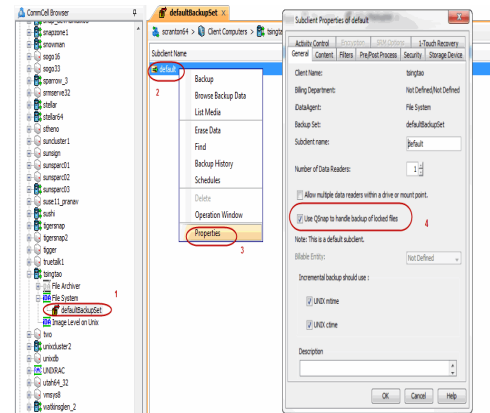 CommCell Browser
snapzone1
snowman
sogo16
sogo33
sparrow_3
smserve32
stellar
stellar64
stheno
suncluster1
sunsign
sunsparc01
sunsparc02
sunsparc03
suse11_pranav
sushi
tigersnap
tigersnap2
tigger
truetalk1
tsingtao
File Archiver
File System
1
defaultBackupSet
Image Level on Unix
two
unixcluster2
unixdb
UNIXRAC
utah64_32
vmsys8
watkinsglen_2
defaultBackupSet
scranton64 > Client Computers > tsingtao
Subclient Name
default
2
Backup
Browse Backup Data
List Media
Erase Data
Find
Backup History
Schedules
Delete
Operation Window
Properties
3
Subclient Properties of default
Activity Control Encryption 1-Touch Recovery
General Content Filters Pre/Post Process Security Storage Device
Client Name: tsingtao
Billing Department: Not Defined/Not Defined
iDataAgent: File System
Backup Set: defaultBackupSet
Subclient name: default
Number of Data Readers: 1
Allow multiple data readers within a drive or mount point.
Use QSnap to handle backup of locked files
4
Note: This is a default subclient.
Billable Entity: Not Defined
Incremental backup should use :
UNIX mtime
UNIX ctime
Description
OK Cancel Help